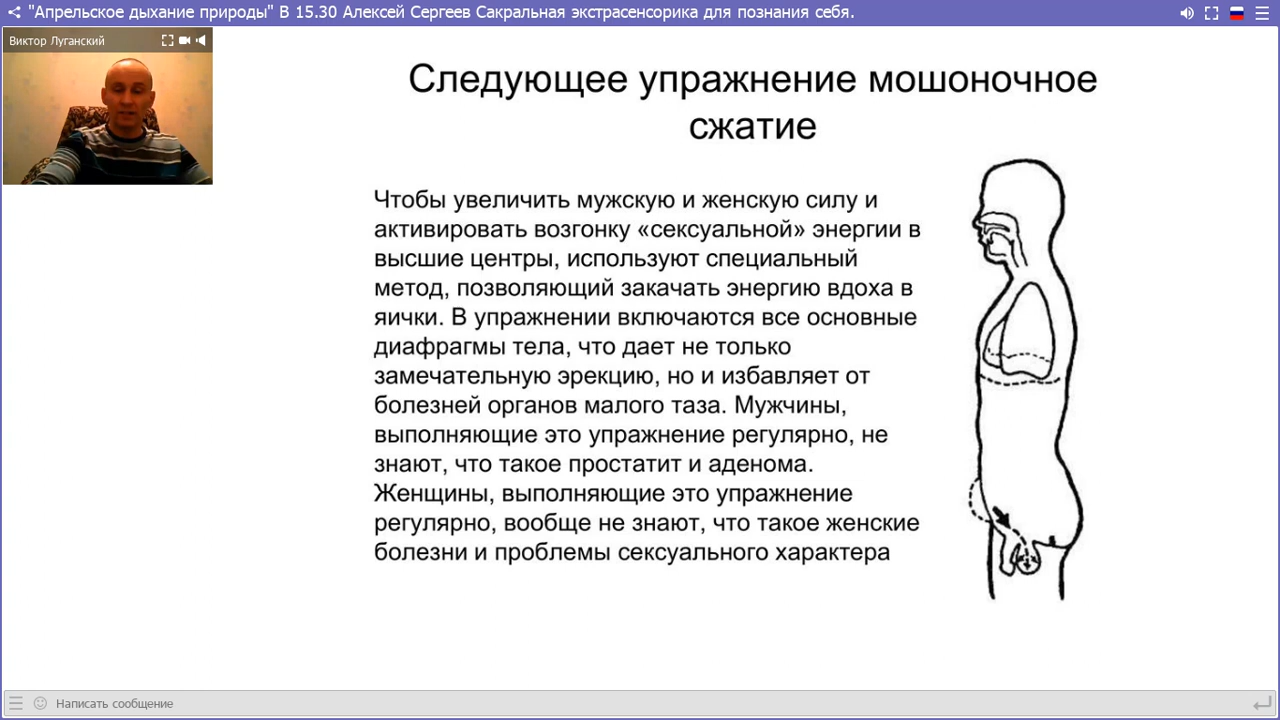 "Апрельское дыхание природы" В 15.30 Алексей Сергеев Сакральная экстрасенсорика для познания себя.
Виктор Луганский
Следующее упражнение мошоночное
сжатие
Чтобы увеличить мужскую и женскую силу и
активировать возгонку «сексуальной» энергии в
высшие центры, используют специальный
метод, позволяющий закачать энергию вдоха в
яички. В упражнении включаются все основные
диафрагмы тела, что дает не только
замечательную эрекцию, но и избавляет от
болезней органов малого таза. Мужчины,
выполняющие это упражнение регулярно, не
знают, что такое простатит и аденома.
Женщины, выполняющие это упражнение
регулярно, вообще не знают, что такое женские
болезни и проблемы сексуального характера
Написать сообщение